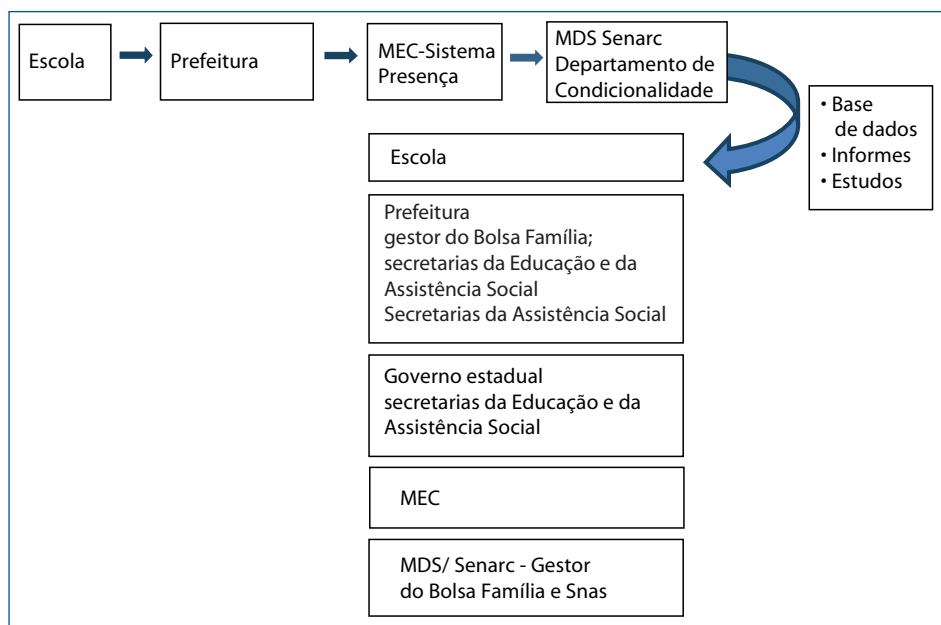 Escola
Prefeitura
MEC-Sistema
Presença
MDS Senarc
Departamento de
Condicionalidade
• Base
de dados
• Informes
• Estudos
Escola
Prefeitura
gestor do Bolsa Família;
secretarias da Educação e da
Assistência Social
Secretarias da Assistência Social
Governo estadual
secretarias da Educação e da
Assistência Social
MEC
MDS/ Senarc - Gestor
do Bolsa Família e Snas